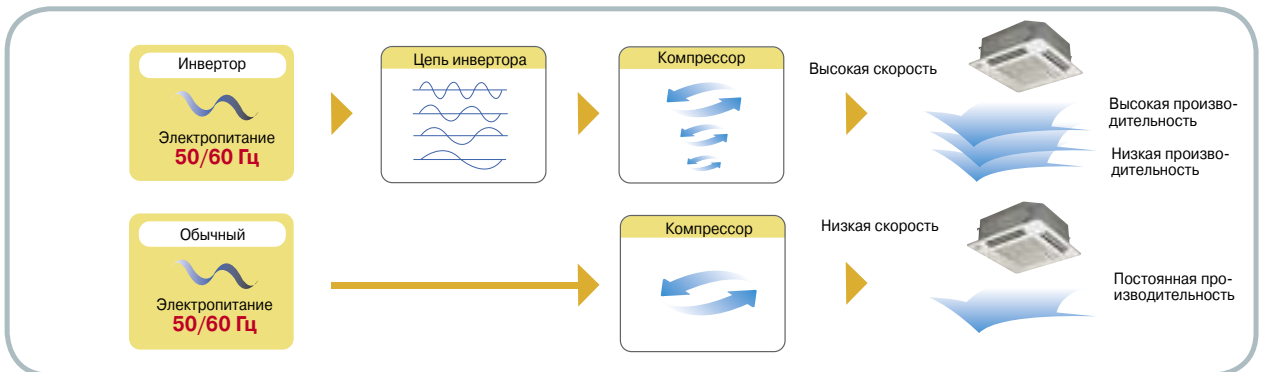 Инвертор
Электропитание
50/60 Гц
Цепь инвертора
Компрессор
Высокая скорость
Высокая произво-
дительность
Низкая произво-
дительность
Обычный
Электропитание
50/60 Гц
Компрессор
Низкая скорость
Постоянная про-
изводительность